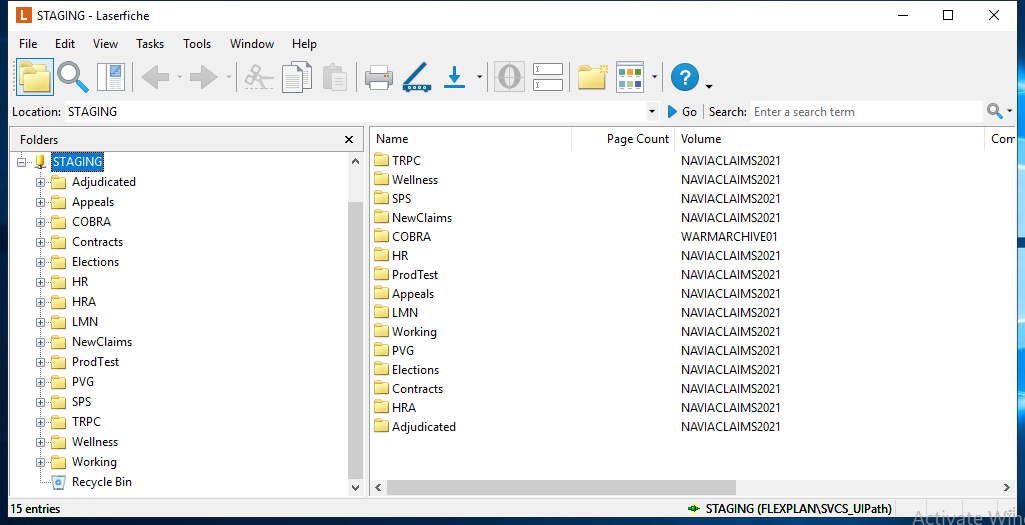 STAGING - Laserfiche
File Edit View Tasks Tools Window Help
Location: STAGING Go Search: Enter a search term
Folders
STAGING
Adjudicated
Appeals
COBRA
Contracts
Elections
HR
HRA
LMN
NewClaims
ProdTest
PVG
SPS
TRPC
Wellness
Working
Recycle Bin
Name Page Count Volume Com
TRPC NAVIACLAIMS2021
Wellness NAVIACLAIMS2021
SPS NAVIACLAIMS2021
NewClaims NAVIACLAIMS2021
COBRA WARMARCHIVE01
HR NAVIACLAIMS2021
ProdTest NAVIACLAIMS2021
Appeals NAVIACLAIMS2021
LMN NAVIACLAIMS2021
Working NAVIACLAIMS2021
PVG NAVIACLAIMS2021
Elections NAVIACLAIMS2021
Contracts NAVIACLAIMS2021
HRA NAVIACLAIMS2021
Adjudicated NAVIACLAIMS2021
15 entries STAGING (FLEXPLAN\SVCS_UIPath)
Activate Win